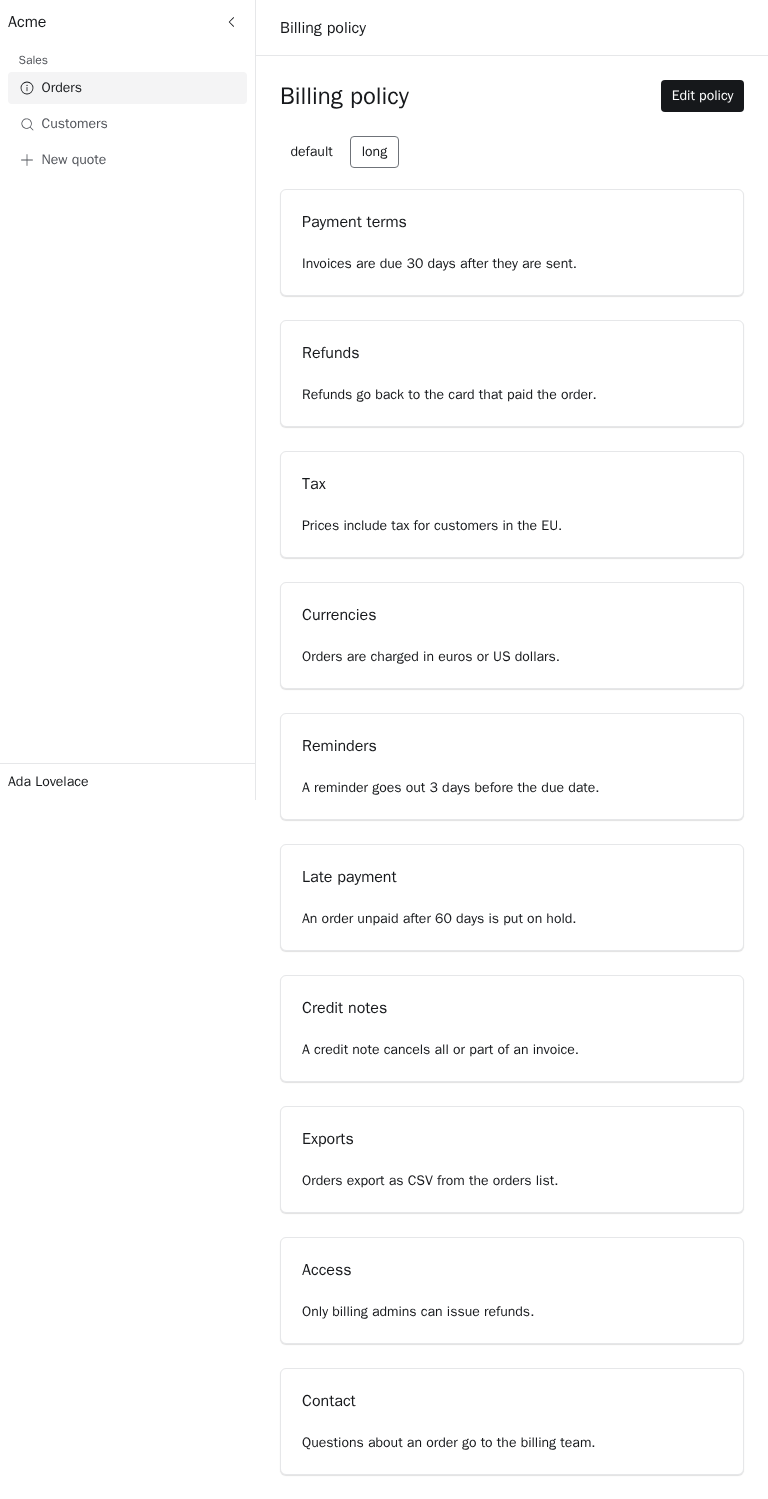 Acme
Sales
Orders
Customers
New quote
Ada Lovelace
Billing policy
Billing policy
Edit policy
default
long
Payment terms
Invoices are due 30 days after they are sent.
Refunds
Refunds go back to the card that paid the order.
Tax
Prices include tax for customers in the EU.
Currencies
Orders are charged in euros or US dollars.
Reminders
A reminder goes out 3 days before the due date.
Late payment
An order unpaid after 60 days is put on hold.
Credit notes
A credit note cancels all or part of an invoice.
Exports
Orders export as CSV from the orders list.
Access
Only billing admins can issue refunds.
Contact
Questions about an order go to the billing team.